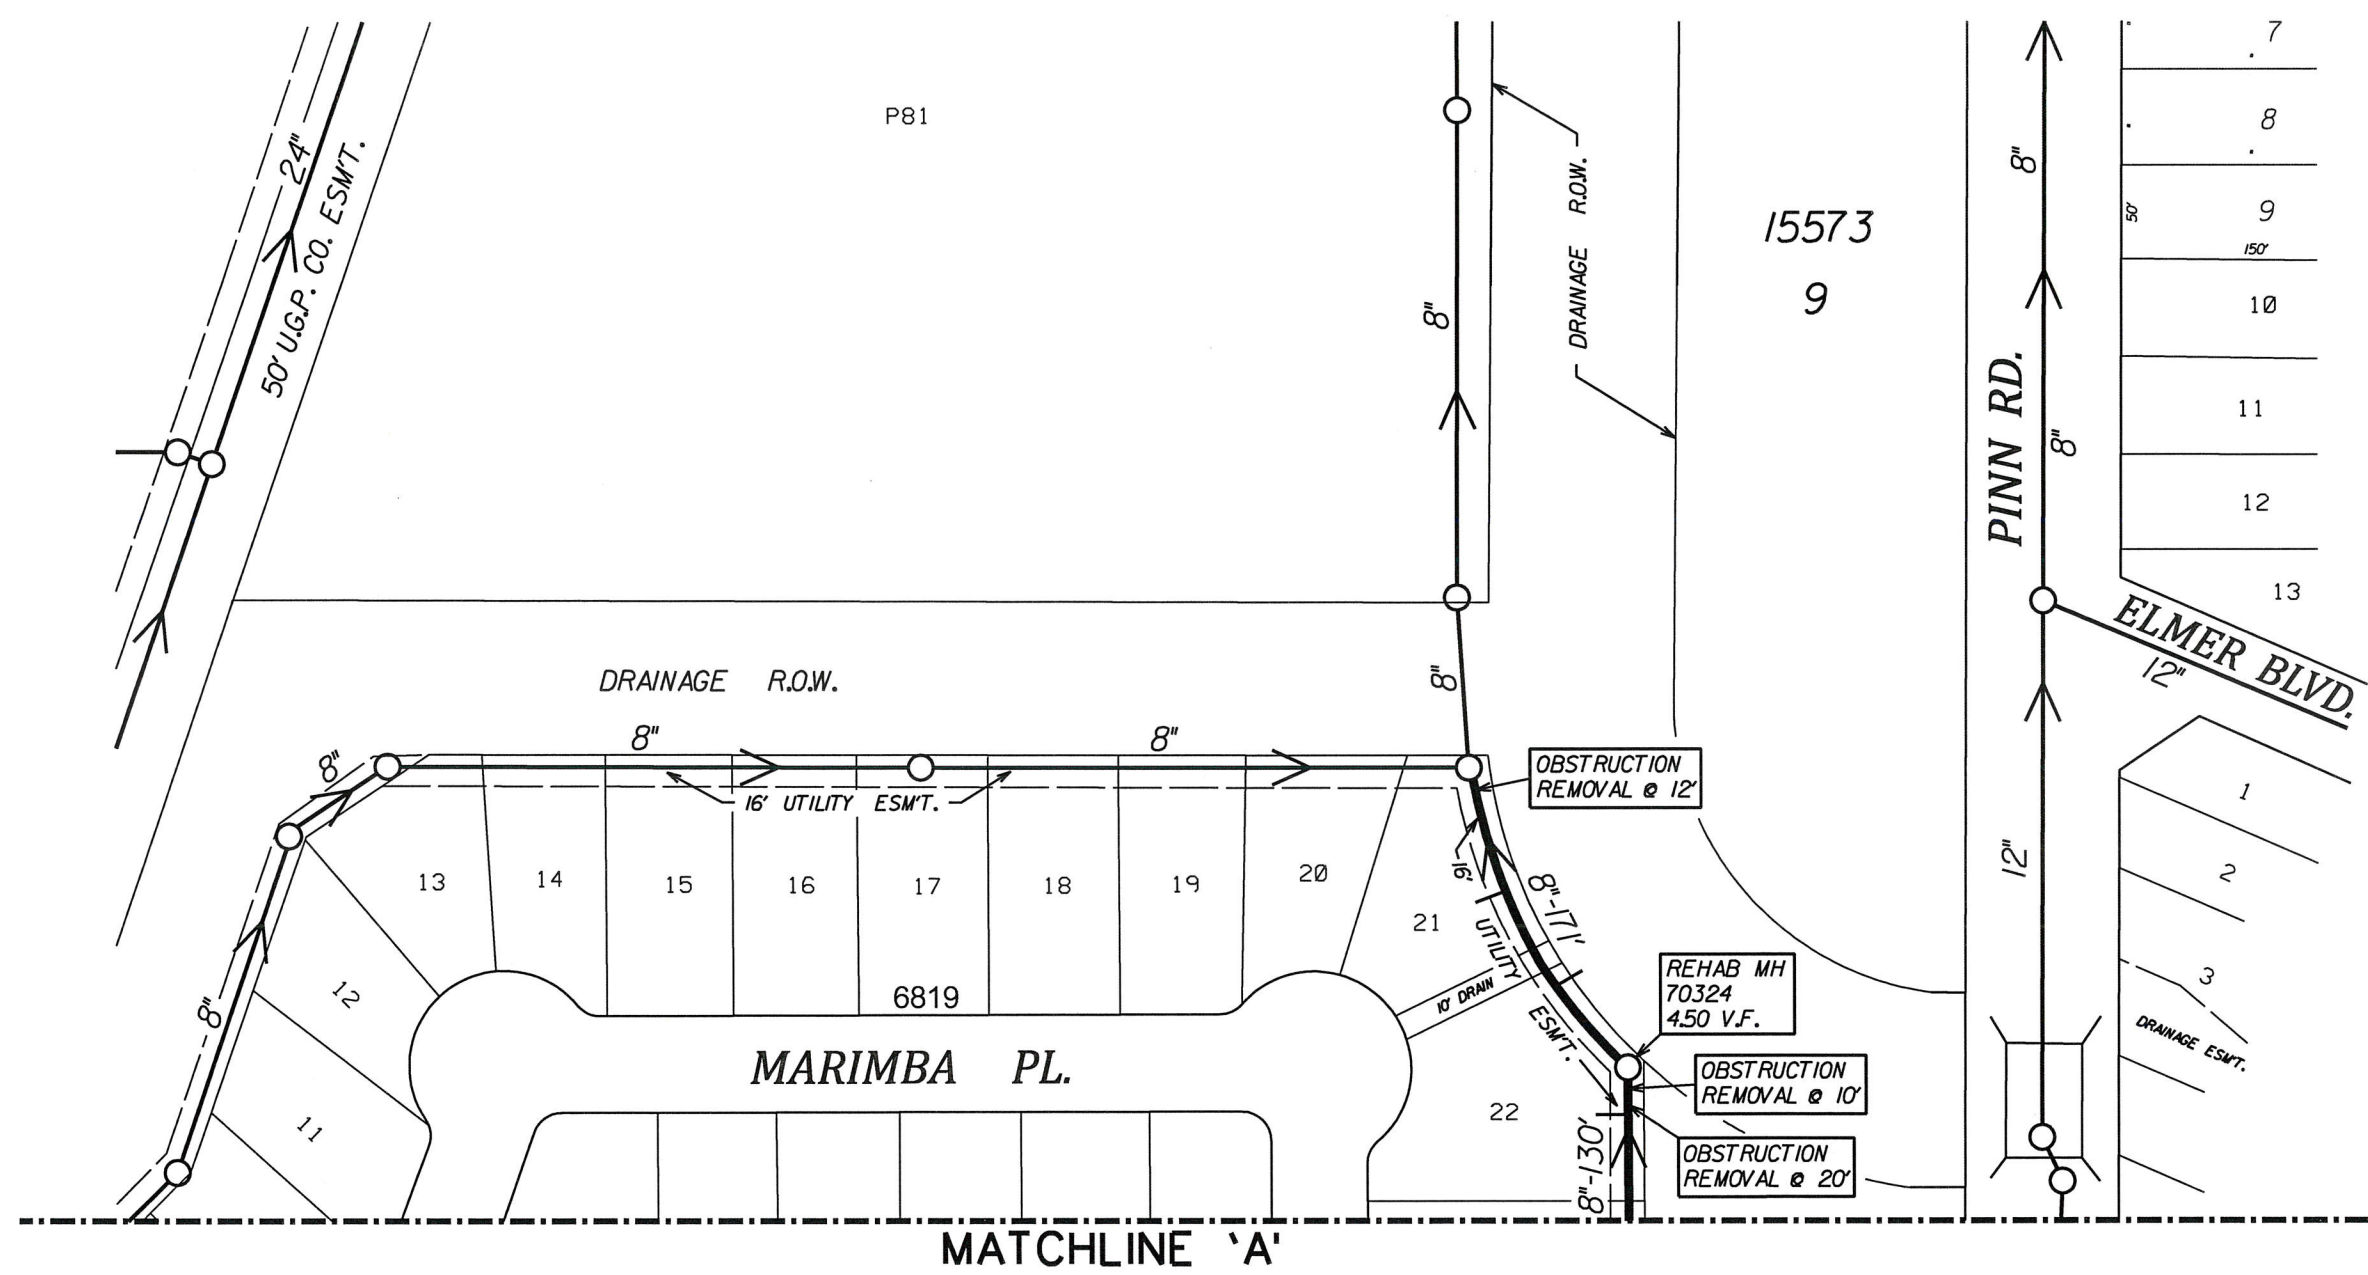 P81
24"
50' U.G.P. CO. ESM'T.
8"
DRAINAGE R.O.W.
15573
9
8"
8"
PINN RD.
7
8
50'
9
150'
10
11
12
13
ELMER BLVD.
12"
DRAINAGE R.O.W.
8"
8"
8"
8"
16' UTILITY ESM'T.
OBSTRUCTION
REMOVAL @ 12'
16'
8"-171'
UTILITY
ESM'T.
12"
1
2
3
DRAINAGE ESM'T.
13
14
15
16
17
18
19
20
21
12
11
8"
6819
10' DRAIN
MARIMBA PL.
22
REHAB MH
70324
4.50 V.F.
OBSTRUCTION
REMOVAL @ 10'
OBSTRUCTION
REMOVAL @ 20'
8"-130'
MATCHLINE 'A'